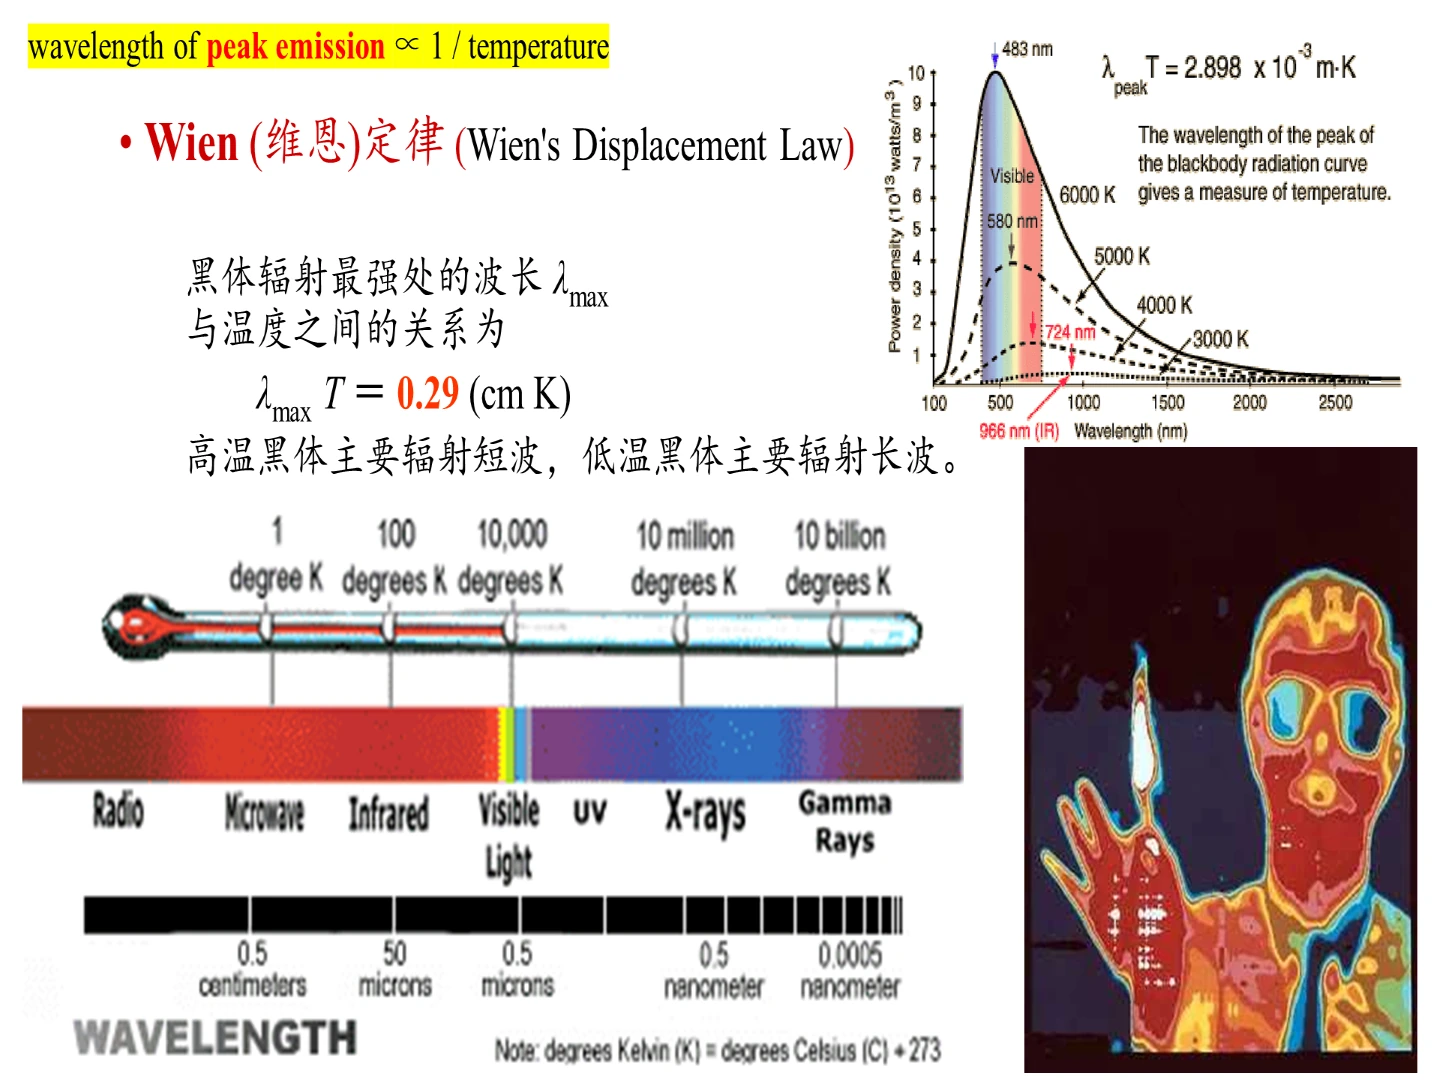 wavelength of peak emission ∝ 1 / temperature
• Wien (维恩)定律 (Wien's Displacement Law)
黑体辐射最强处的波长 λmax
与温度之间的关系为
λmax T = 0.29 (cm K)
高温黑体主要辐射短波，低温黑体主要辐射长波。
483 nm
λpeak T = 2.898 x 10^-3 m·K
The wavelength of the peak of
the blackbody radiation curve
gives a measure of temperature.
Power density (10^13 watts/m^3)
10
9
8
7
6
5
4
3
2
1
Visible
6000 K
580 nm
5000 K
4000 K
724 nm
3000 K
100 500 1000 1500 2000 2500
966 nm (IR) Wavelength (nm)
1 100 10,000 10 million 10 billion
degree K degrees K degrees K degrees K degrees K
Radio Microwave Infrared Visible Light UV X-rays Gamma Rays
0.5 50 0.5 0.5 0.0005
centimeters microns microns nanometer nanometer
WAVELENGTH
Note: degrees Kelvin (K) = degrees Celsius (C) + 273